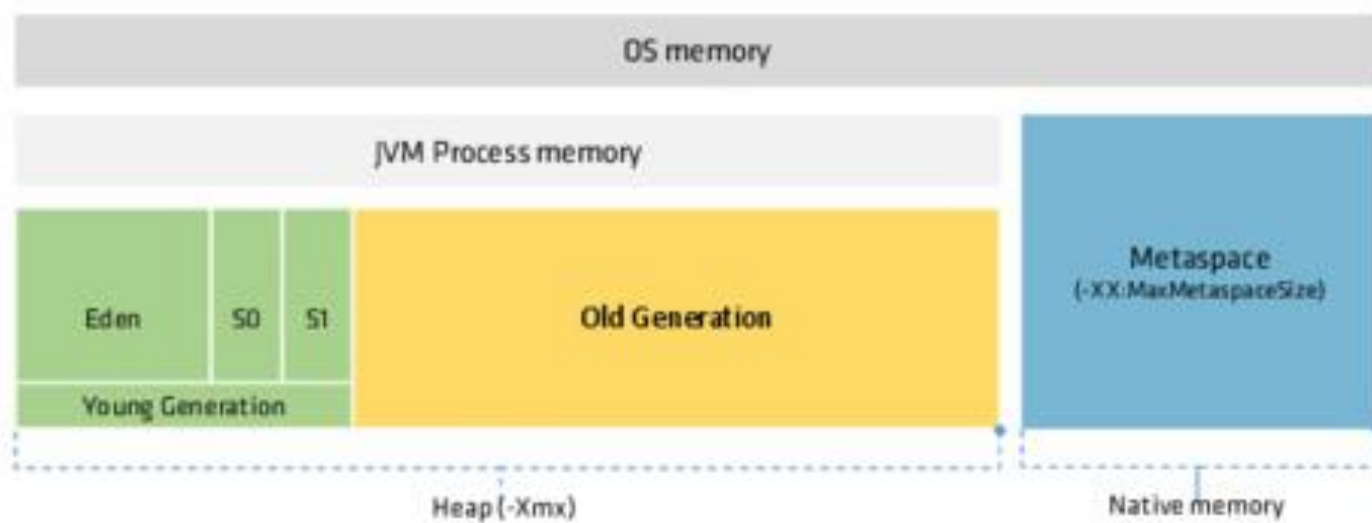 OS memory
JVM Process memory
Metaspace
(-XX:MaxMetaspaceSize)
Eden
S0
S1
Old Generation
Young Generation
Heap (-Xmx)
Native memory